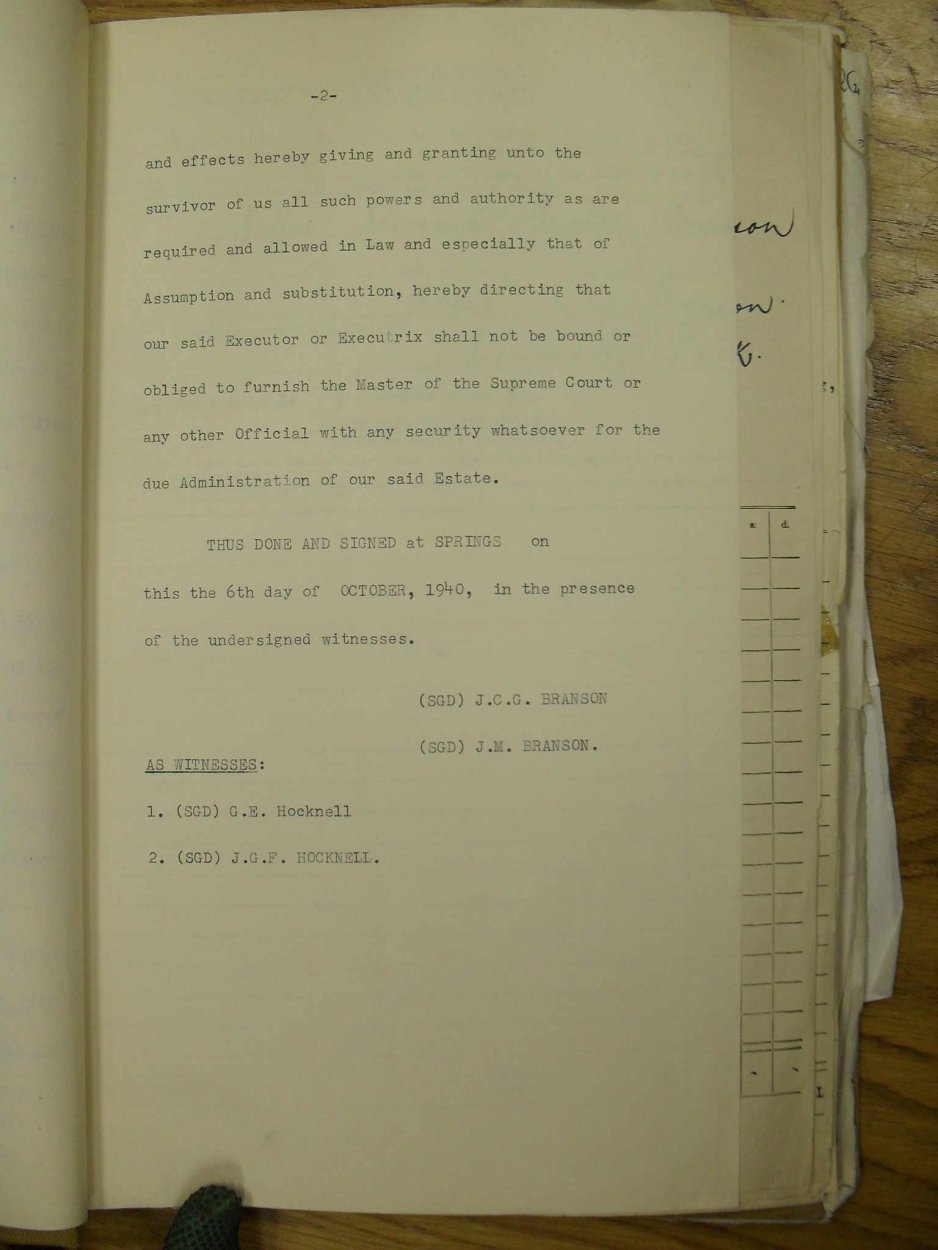 -2-
and effects hereby giving and granting unto the
survivor of us all such powers and authority as are
required and allowed in Law and especially that of
Assumption and substitution, hereby directing that
our said Executor or Executrix shall not be bound or
obliged to furnish the Master of the Supreme Court or
any other Official with any security whatsoever for the
due Administration of our said Estate.
THUS DONE AND SIGNED at SPRINGS on
this the 6th day of OCTOBER, 1940, in the presence
of the undersigned witnesses.
(SGD) J.C.G. BRANSON
(SGD) J.M. BRANSON.
AS WITNESSES:
1. (SGD) G.E. Hocknell
2. (SGD) J.G.F. HOCKNELL.
s. d.